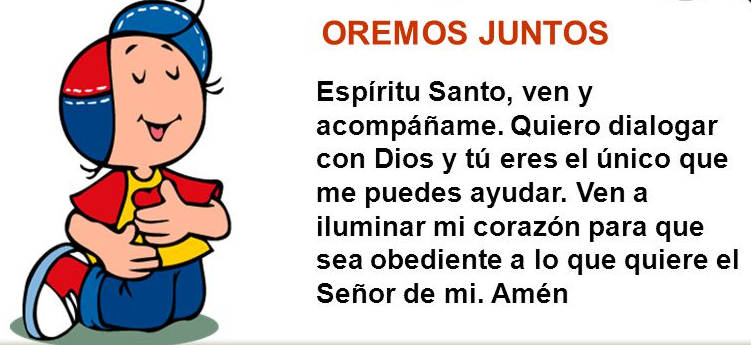 OREMOS JUNTOS
Espíritu Santo, ven y
acompáñame. Quiero dialogar
con Dios y tú eres el único que
me puedes ayudar. Ven a
iluminar mi corazón para que
sea obediente a lo que quiere el
Señor de mi. Amén